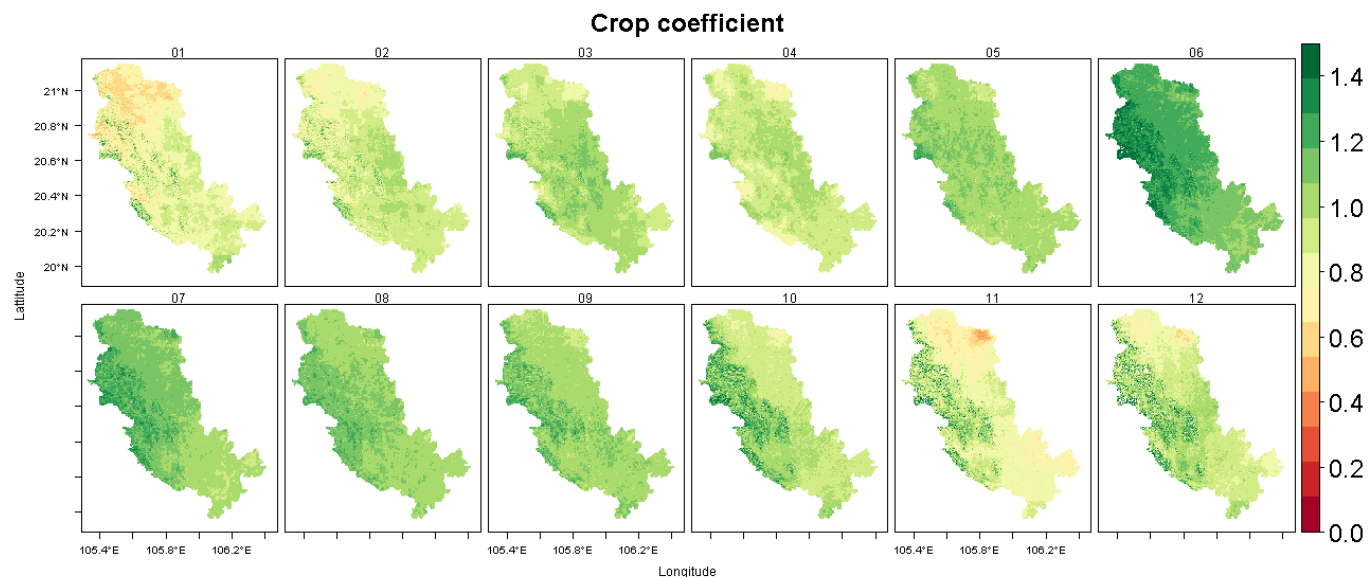 Crop coefficient
01 02 03 04 05 06
21°N
20.8°N
20.6°N
20.4°N
20.2°N
20°N
07 08 09 10 11 12
105.4°E 105.8°E 106.2°E
105.4°E 105.8°E 106.2°E
105.4°E 105.8°E 106.2°E
Lattitude
Longitude
1.4
1.2
1.0
0.8
0.6
0.4
0.2
0.0